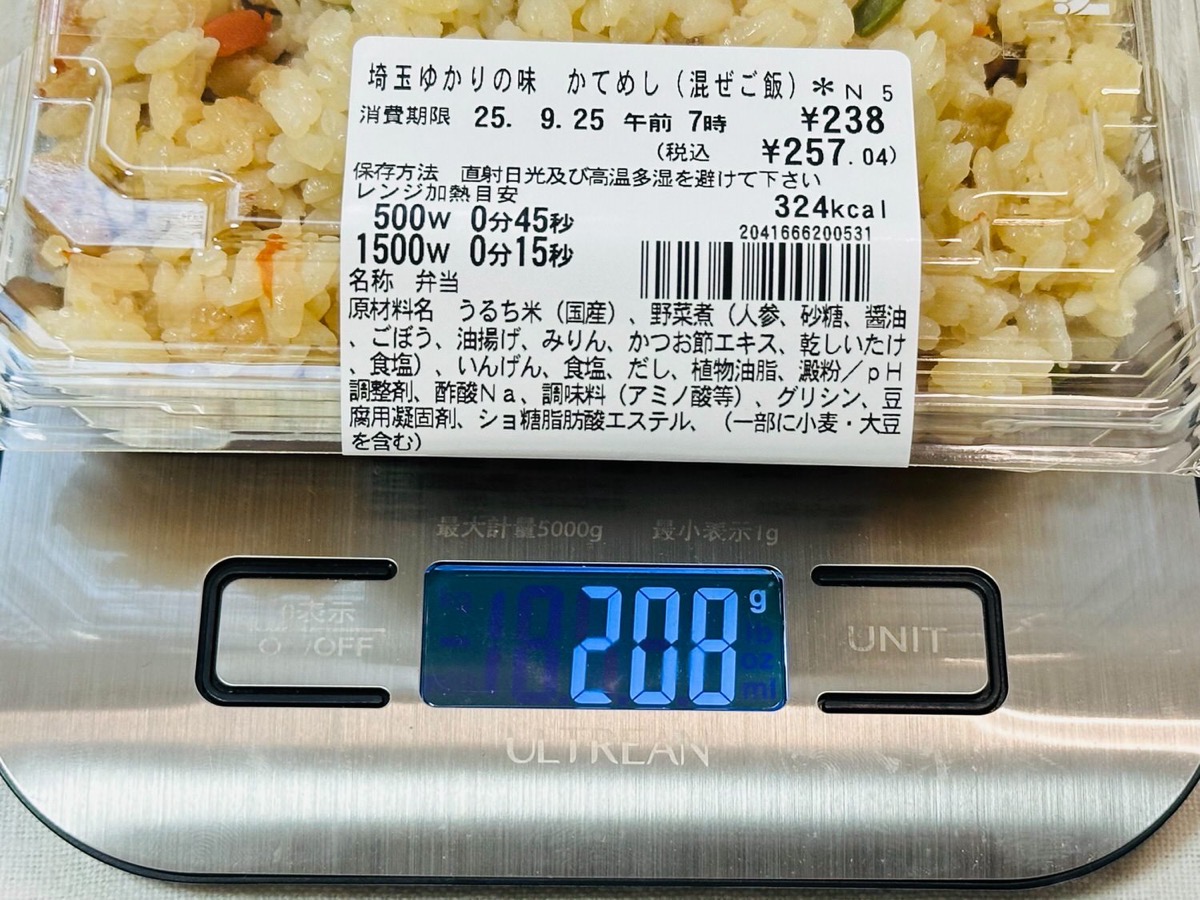 埼玉ゆかりの味 かてめし(混ぜご飯)＊N 5
消費期限 25. 9.25 午前 7時 ¥238
(税込 ¥257.04)
保存方法 直射日光及び高温多湿を避けて下さい
レンジ加熱目安
324kcal
500W 0分45秒
2041666200531
1500W 0分15秒
名称 弁当
原材料名 うるち米(国産)、野菜煮(人参、砂糖、醤油
、ごぼう、油揚げ、みりん、かつお節エキス、乾しいたけ
、食塩)、いんげん、食塩、だし、植物油脂、澱粉／pH
調整剤、酢酸Na、調味料(アミノ酸等)、グリシン、豆
腐用凝固剤、ショ糖脂肪酸エステル、(一部に小麦・大豆
を含む)
最大計量5000g 最小表示1g
208 g
lb
oz
ml
0表示
ON/OFF
UNIT
ULTREAN